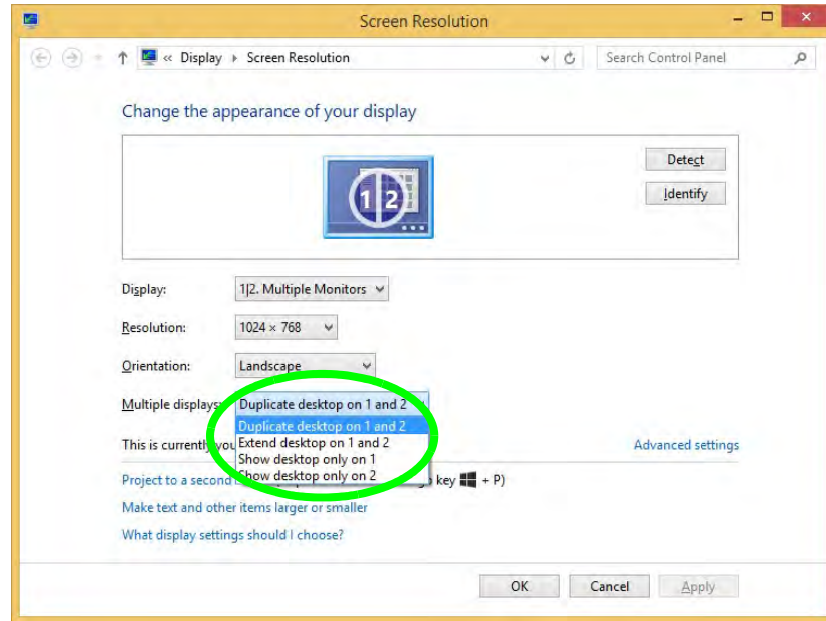 Screen Resolution
« Display Screen Resolution
Search Control Panel
Change the appearance of your display
1 2
Detect
Identify
Display: 1|2. Multiple Monitors
Resolution: 1024 × 768
Orientation: Landscape
Multiple displays: Duplicate desktop on 1 and 2
Duplicate desktop on 1 and 2
This is currently you Extend desktop on 1 and 2 Advanced settings
Show desktop only on 1
Project to a second Show desktop only on 2 key + P)
Make text and other items larger or smaller
What display settings should I choose?
OK Cancel Apply